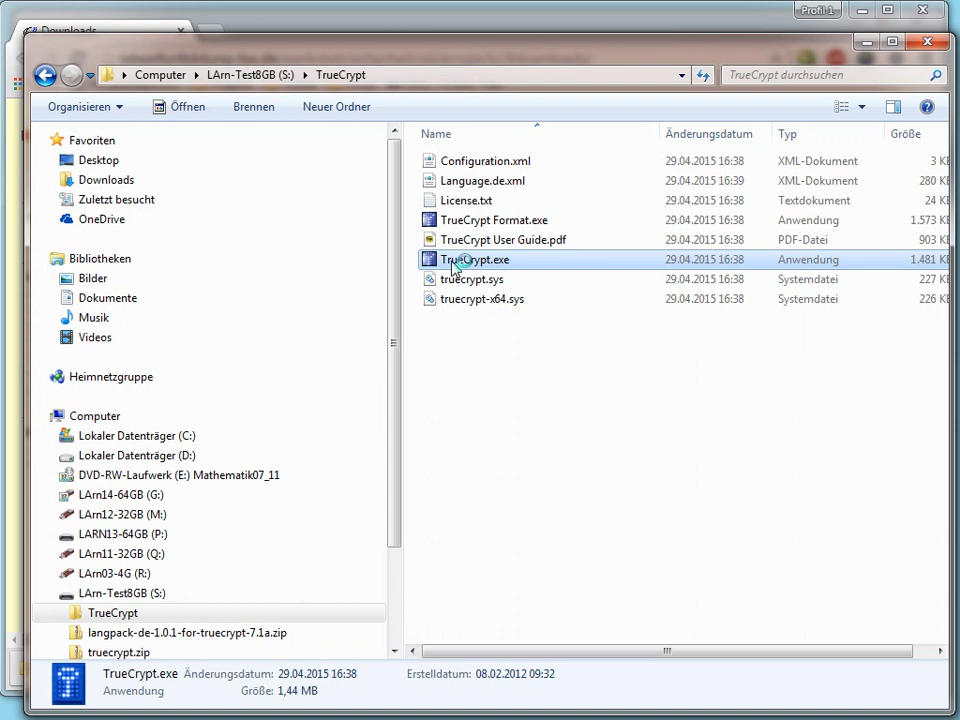 Profil 1
Downloads
Computer LArn-Test8GB (S:) TrueCrypt
TrueCrypt durchsuchen
Organisieren Öffnen Brennen Neuer Ordner
Name Änderungsdatum Typ Größe
Favoriten
Desktop
Downloads
Zuletzt besucht
OneDrive
Bibliotheken
Bilder
Dokumente
Musik
Videos
Heimnetzgruppe
Computer
Lokaler Datenträger (C:)
Lokaler Datenträger (D:)
DVD-RW-Laufwerk (E:) Mathematik07_11
LArn14-64GB (G:)
LArn12-32GB (M:)
LARN13-64GB (P:)
LArn11-32GB (Q:)
LArn03-4G (R:)
LArn-Test8GB (S:)
TrueCrypt
langpack-de-1.0.1-for-truecrypt-7.1a.zip
truecrypt.zip
Configuration.xml 29.04.2015 16:38 XML-Dokument 3 KB
Language.de.xml 29.04.2015 16:39 XML-Dokument 280 KB
License.txt 29.04.2015 16:38 Textdokument 24 KB
TrueCrypt Format.exe 29.04.2015 16:38 Anwendung 1.573 KB
TrueCrypt User Guide.pdf 29.04.2015 16:38 PDF-Datei 903 KB
TrueCrypt.exe 29.04.2015 16:38 Anwendung 1.481 KB
truecrypt.sys 29.04.2015 16:38 Systemdatei 227 KB
truecrypt-x64.sys 29.04.2015 16:38 Systemdatei 226 KB
TrueCrypt.exe Änderungsdatum: 29.04.2015 16:38 Erstelldatum: 08.02.2012 09:32
Anwendung Größe: 1,44 MB